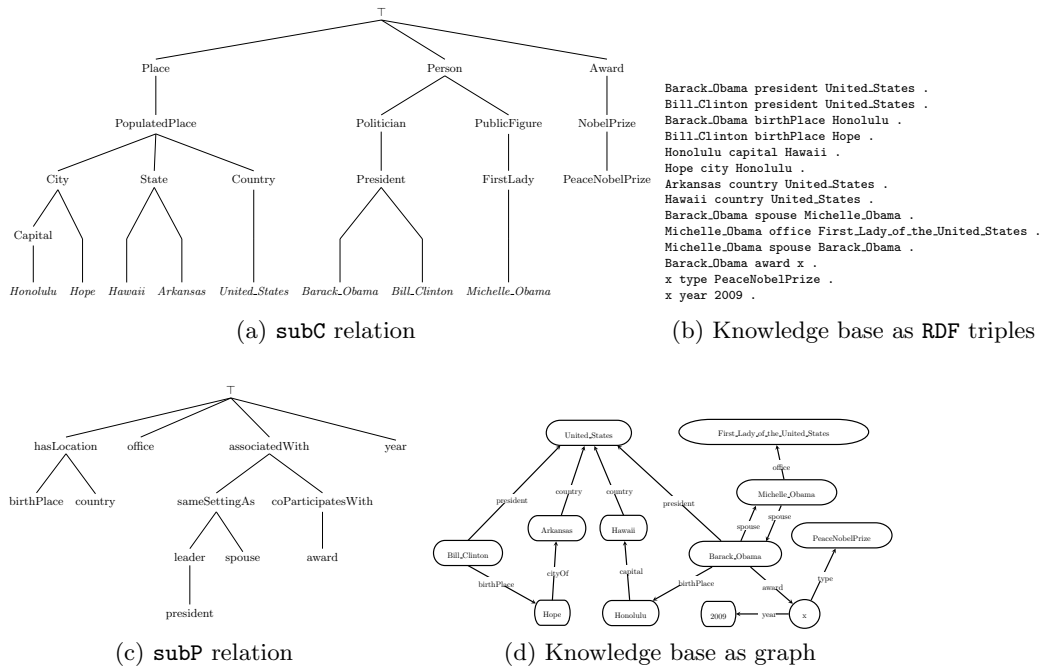 ⊤
Place Person Award
PopulatedPlace Politician PublicFigure NobelPrize
City State Country President FirstLady PeaceNobelPrize
Capital
Honolulu Hope Hawaii Arkansas United_States Barack_Obama Bill_Clinton Michelle_Obama
(a) subC relation
Barack_Obama president United_States .
Bill_Clinton president United_States .
Barack_Obama birthPlace Honolulu .
Bill_Clinton birthPlace Hope .
Honolulu capital Hawaii .
Hope city Honolulu .
Arkansas country United_States .
Hawaii country United_States .
Barack_Obama spouse Michelle_Obama .
Michelle_Obama office First_Lady_of_the_United_States .
Michelle_Obama spouse Barack_Obama .
Barack_Obama award x .
x type PeaceNobelPrize .
x year 2009 .
(b) Knowledge base as RDF triples
⊤
hasLocation office associatedWith year
birthPlace country sameSettingAs coParticipatesWith
leader spouse award
president
(c) subP relation
United_States First_Lady_of_the_United_States
office
president country country president Michelle_Obama
spouse spouse
Arkansas Hawaii PeaceNobelPrize
Bill_Clinton Barack_Obama
birthPlace cityOf capital birthPlace award type
Hope Honolulu 2009 year x
(d) Knowledge base as graph